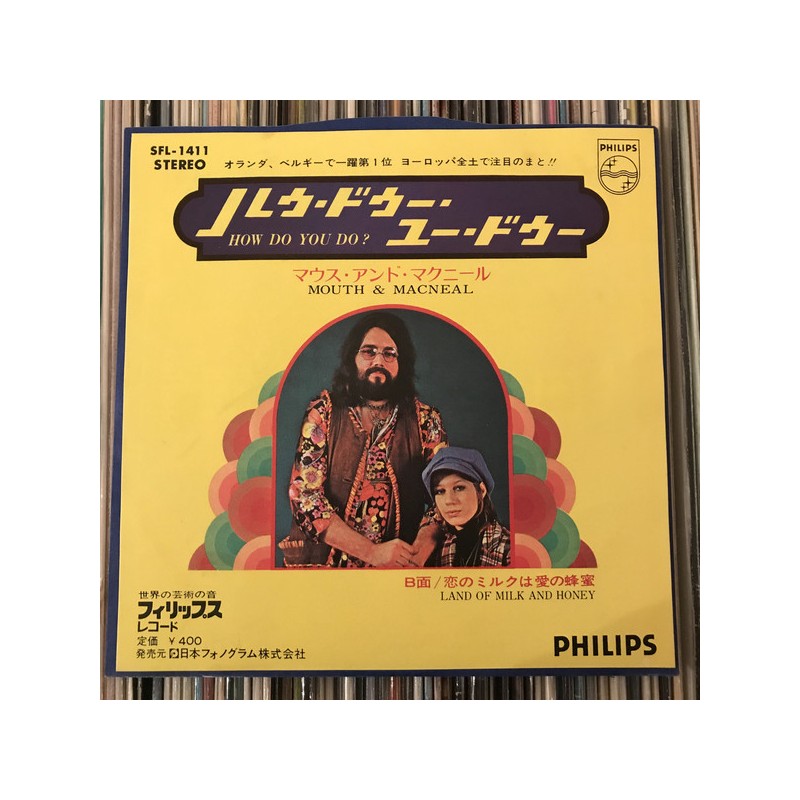 SFL-1411
STEREO
オランダ、ベルギーで一躍第1位 ヨーロッパ全土で注目のまと!!
PHILIPS
ハウ・ドゥー・
HOW DO YOU DO?
ユー・ドゥー
マウス・アンド・マクニール
MOUTH & MACNEAL
B面/恋のミルクは愛の蜂蜜
LAND OF MILK AND HONEY
世界の芸術の音
フィリップス
レコード
定価 ¥400
発売元 日本フォノグラム株式会社
PHILIPS